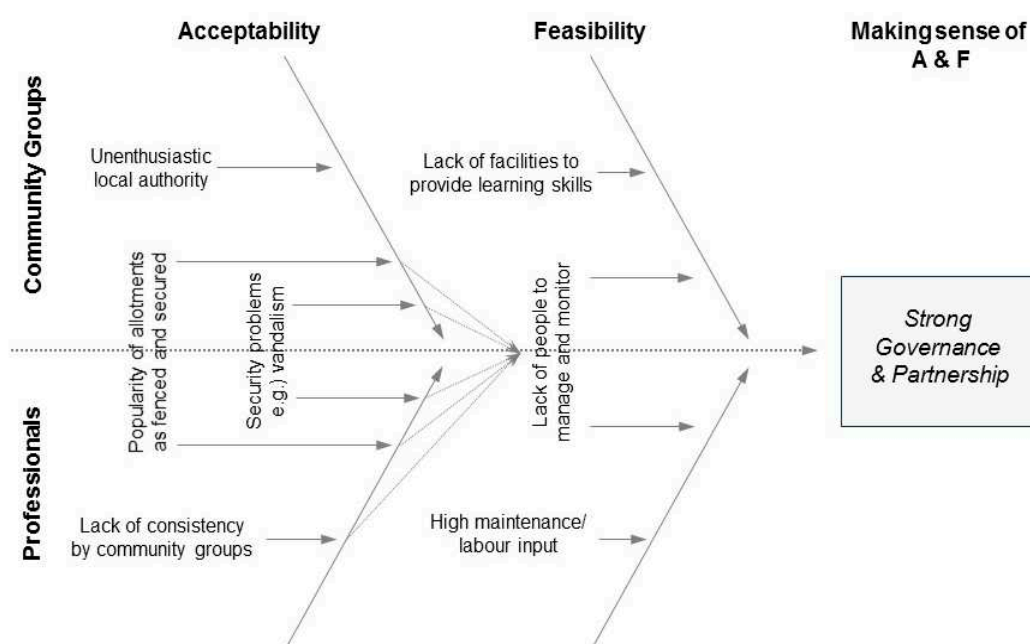 Acceptability
Feasibility
Making sense of
A & F
Community Groups
Professionals
Unenthusiastic
local authority
Lack of facilities to
provide learning skills
Popularity of allotments
as fenced and secured
Security problems
e.g.) vandalism
Lack of people to
manage and monitor
Strong
Governance
& Partnership
Lack of consistency
by community groups
High maintenance/
labour input